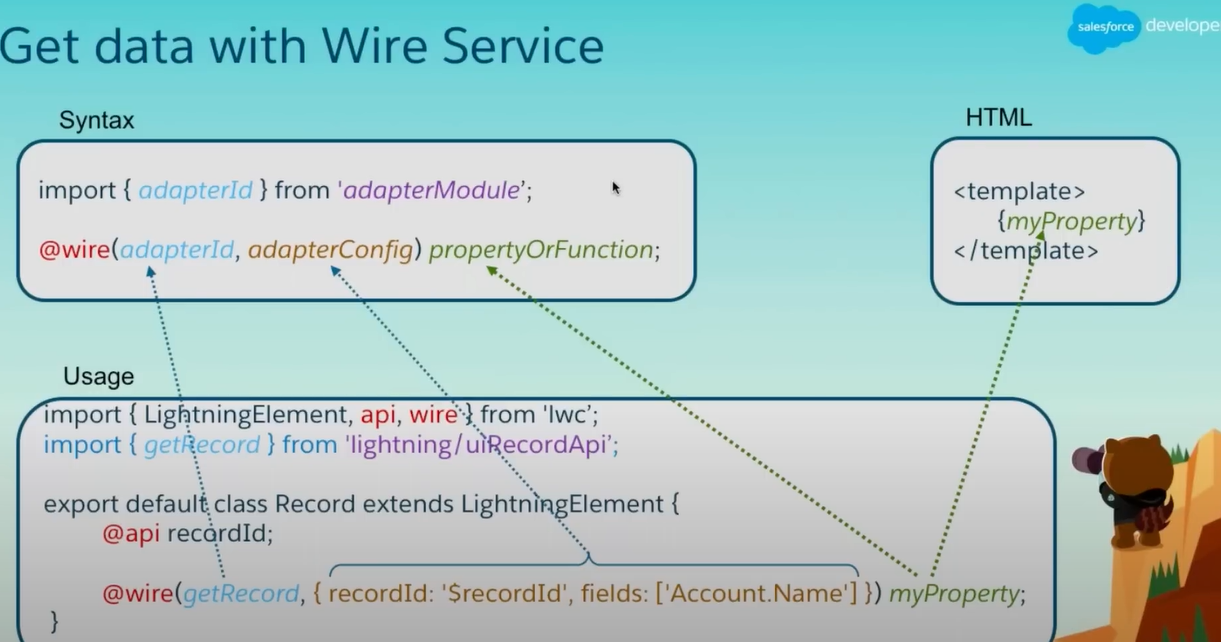 Get data with Wire Service
salesforce develope
Syntax
import { adapterId } from 'adapterModule’;
@wire(adapterId, adapterConfig) propertyOrFunction;
HTML
<template>
{myProperty}
</template>
Usage
import { LightningElement, api, wire } from 'lwc’;
import { getRecord } from 'lightning/uiRecordApi’;
export default class Record extends LightningElement {
@api recordId;
@wire(getRecord, { recordId: '$recordId', fields: ['Account.Name'] }) myProperty;
}